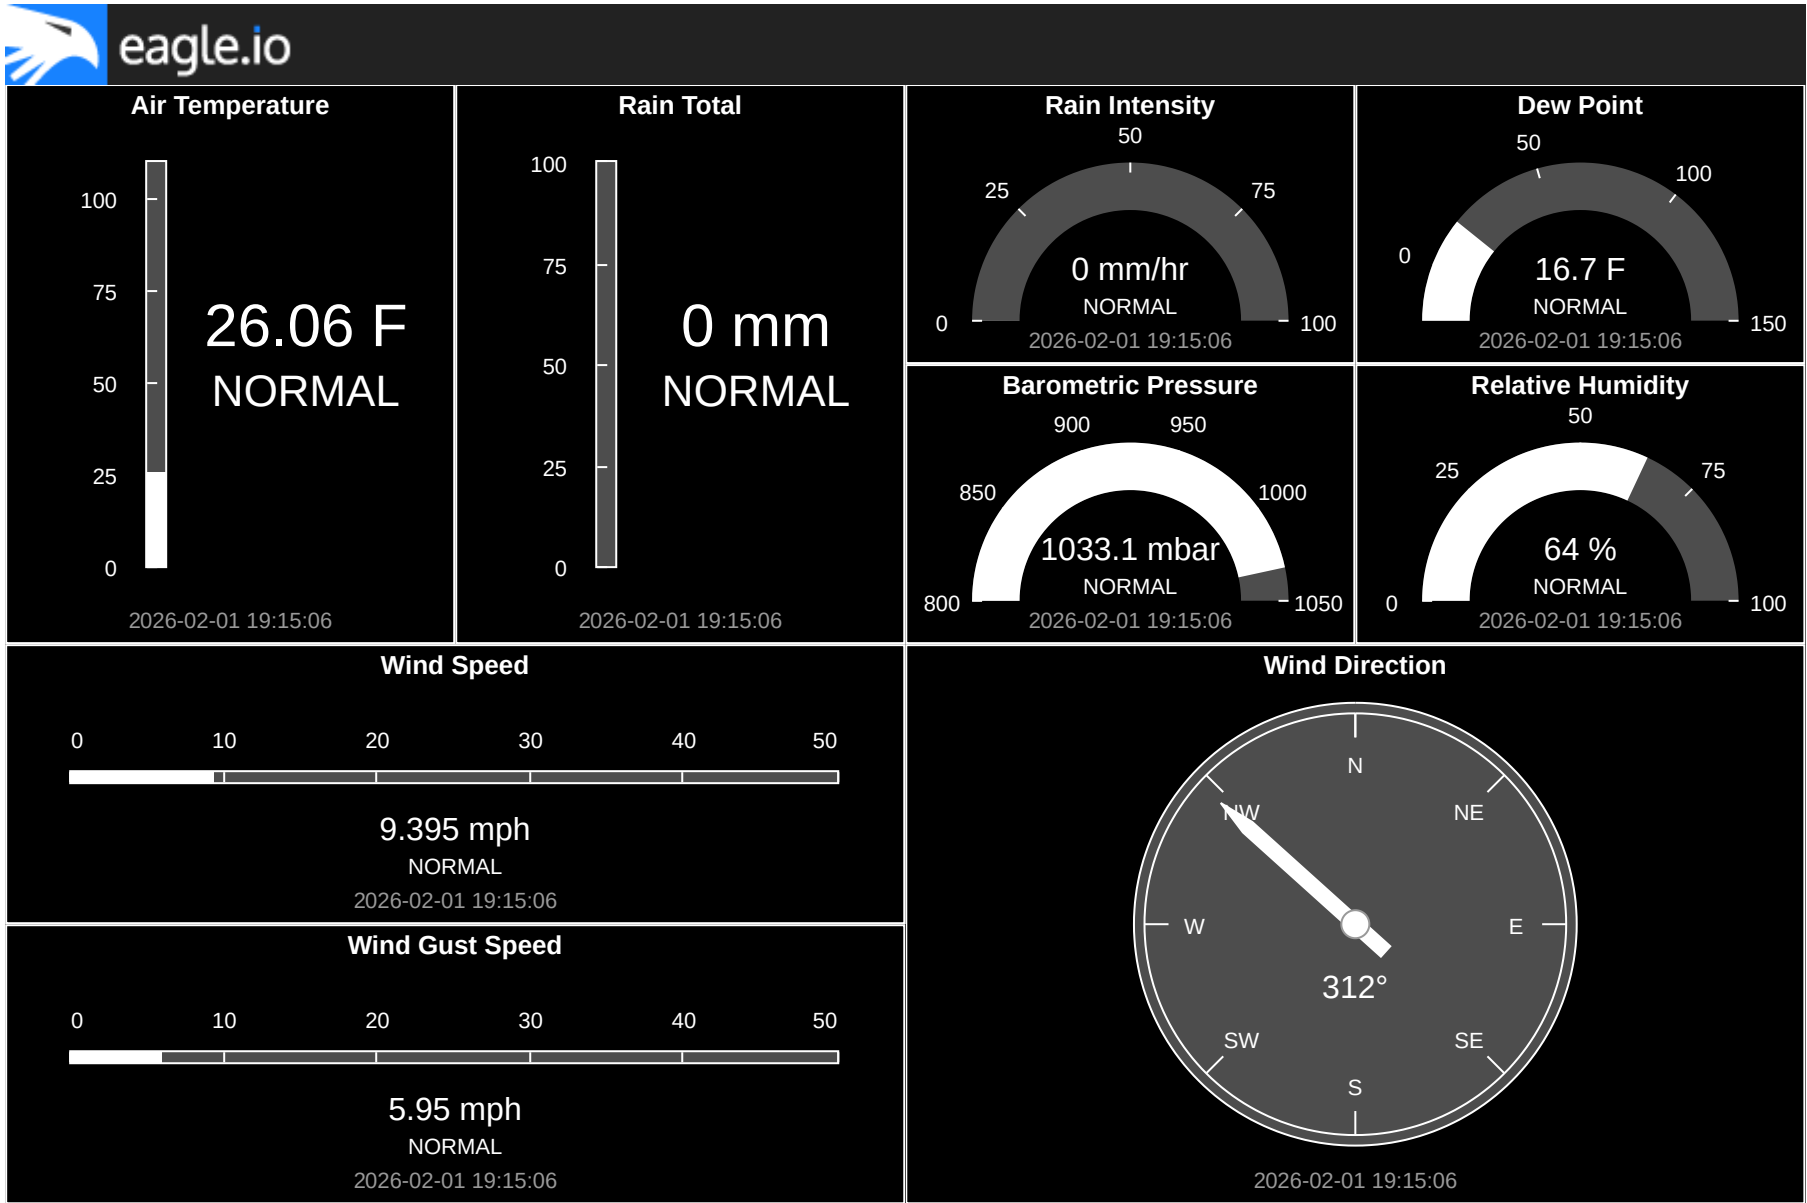 eagle.io
Air Temperature
100
75
50
25
0
26.06 F
NORMAL
2026-02-01 19:15:06
Rain Total
100
75
50
25
0
0 mm
NORMAL
2026-02-01 19:15:06
Rain Intensity
50
25
75
0
100
0 mm/hr
NORMAL
2026-02-01 19:15:06
Dew Point
50
100
0
150
16.7 F
NORMAL
2026-02-01 19:15:06
Barometric Pressure
900
950
850
1000
800
1050
1033.1 mbar
NORMAL
2026-02-01 19:15:06
Relative Humidity
50
25
75
0
100
64 %
NORMAL
2026-02-01 19:15:06
Wind Speed
0 10 20 30 40 50
9.395 mph
NORMAL
2026-02-01 19:15:06
Wind Gust Speed
0 10 20 30 40 50
5.95 mph
NORMAL
2026-02-01 19:15:06
Wind Direction
N
NW NE
W E
312°
SW SE
S
2026-02-01 19:15:06